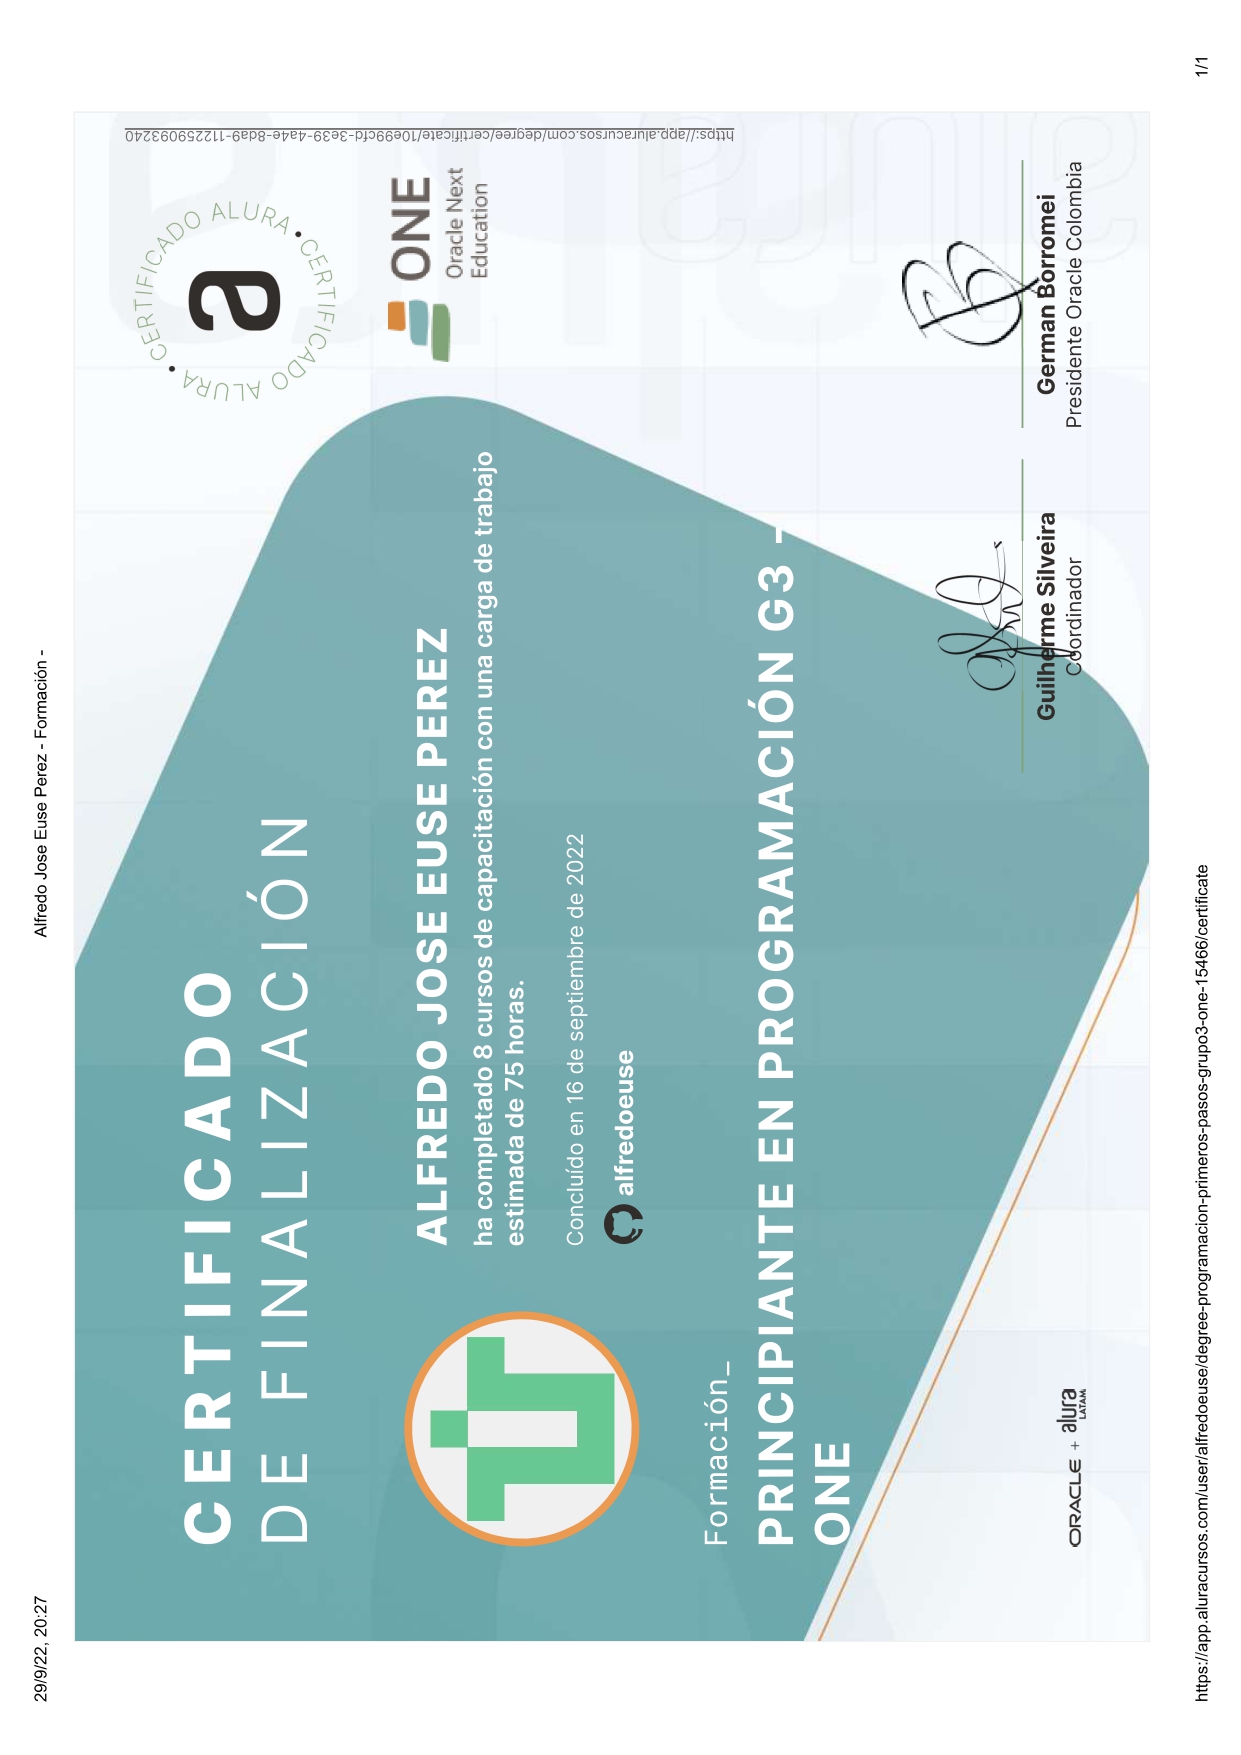 29/9/22, 20:27
Alfredo Jose Euse Perez - Formación -
CERTIFICADO
DE FINALIZACIÓN
CERTIFICADO ALURA • CERTIFICADO ALURA •
a
https://app.aluracursos.com/degree/certificate/10e99cfd-3e39-4a4e-8da9-112259093240
ONE
Oracle Next
Education
ALFREDO JOSE EUSE PEREZ
ha completado 8 cursos de capacitación con una carga de trabajo
estimada de 75 horas.
Concluído en 16 de septiembre de 2022
alfredoeuse
Formación_
PRINCIPIANTE EN PROGRAMACIÓN G3 -
ONE
Guilherme Silveira
Coordinador
German Borromei
Presidente Oracle Colombia
ORACLE + alura
LATAM
https://app.aluracursos.com/user/alfredoeuse/degree-programacion-primeros-pasos-grupo3-one-15466/certificate
1/1